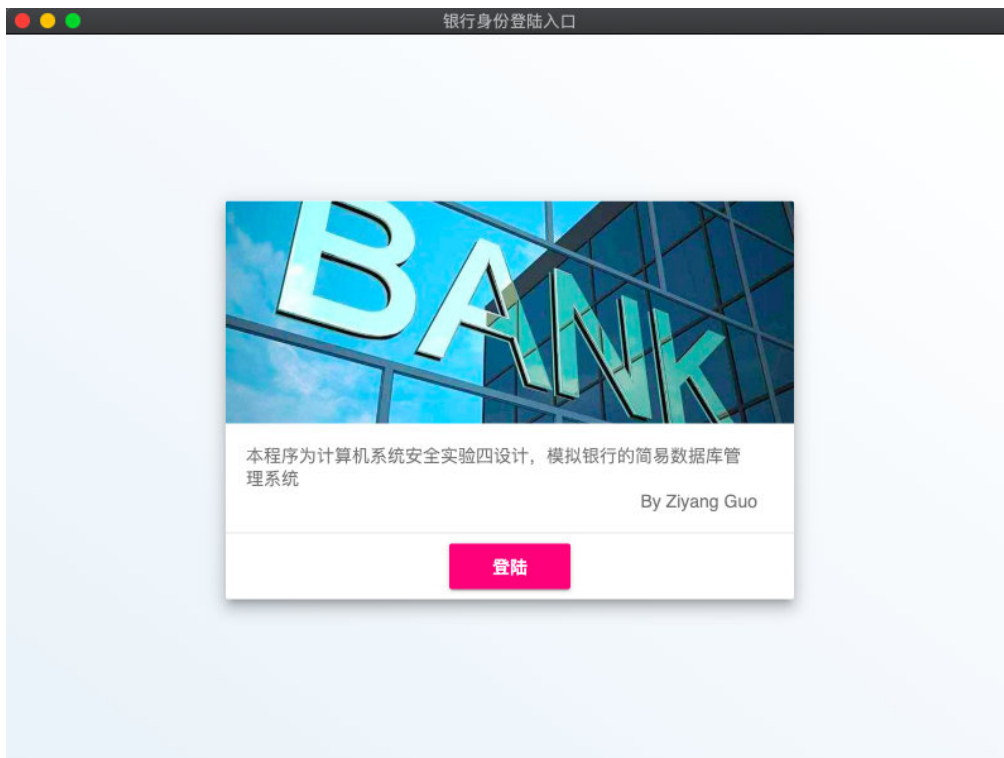 银行身份登陆入口
BANK
本程序为计算机系统安全实验四设计，模拟银行的简易数据库管
理系统
By Ziyang Guo
登陆